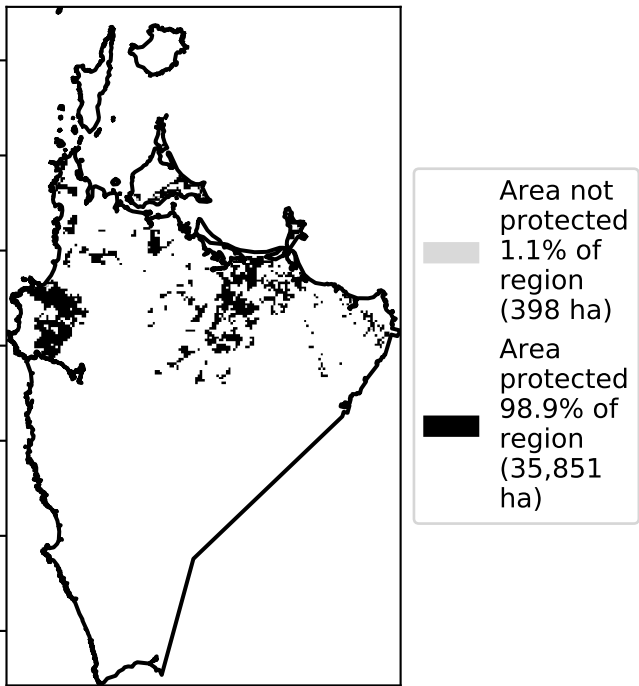 Area not
protected
1.1% of
region
(398 ha)
Area
protected
98.9% of
region
(35,851
ha)